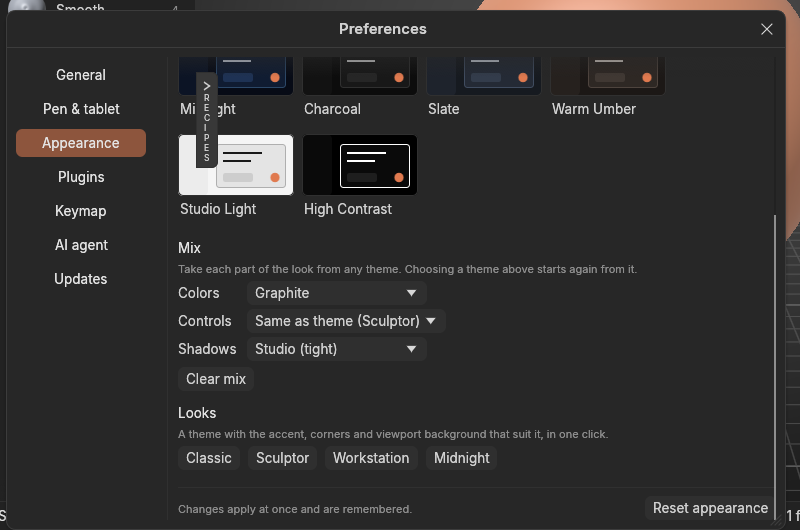 Smooth 4
Preferences
General
Pen & tablet
Appearance
Plugins
Keymap
AI agent
Updates
RECIPES
Charcoal
Slate
Warm Umber
Studio Light
High Contrast
Mix
Take each part of the look from any theme. Choosing a theme above starts again from it.
Colors Graphite
Controls Same as theme (Sculptor)
Shadows Studio (tight)
Clear mix
Looks
A theme with the accent, corners and viewport background that suit it, in one click.
Classic Sculptor Workstation Midnight
Changes apply at once and are remembered.
Reset appearance